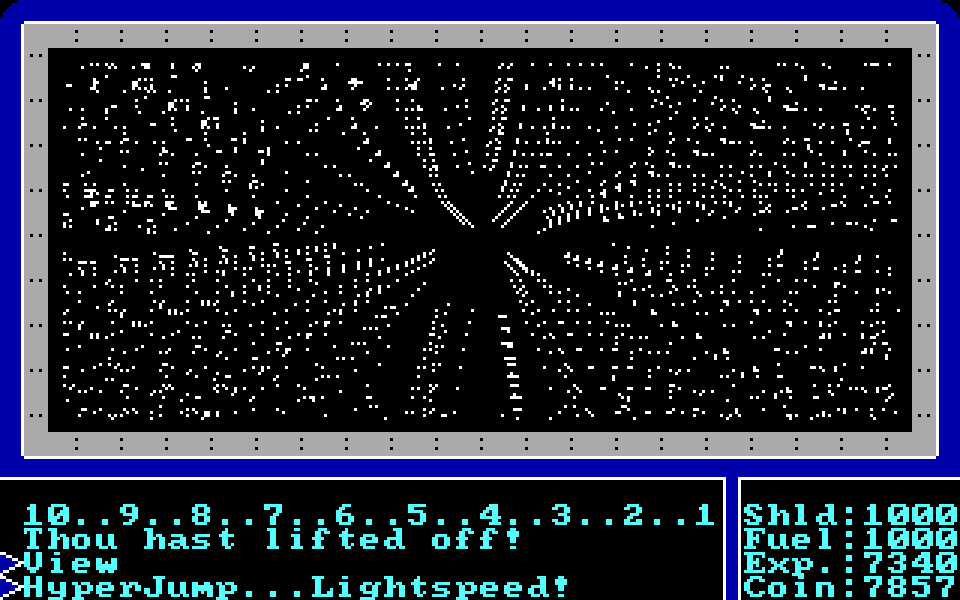 10..9..8..7..6..5..4..3..2..1
Thou hast lifted off!
View
HyperJump...Lightspeed!
Shld:1000
Fuel:1000
Exp.:7340
Coin:7857